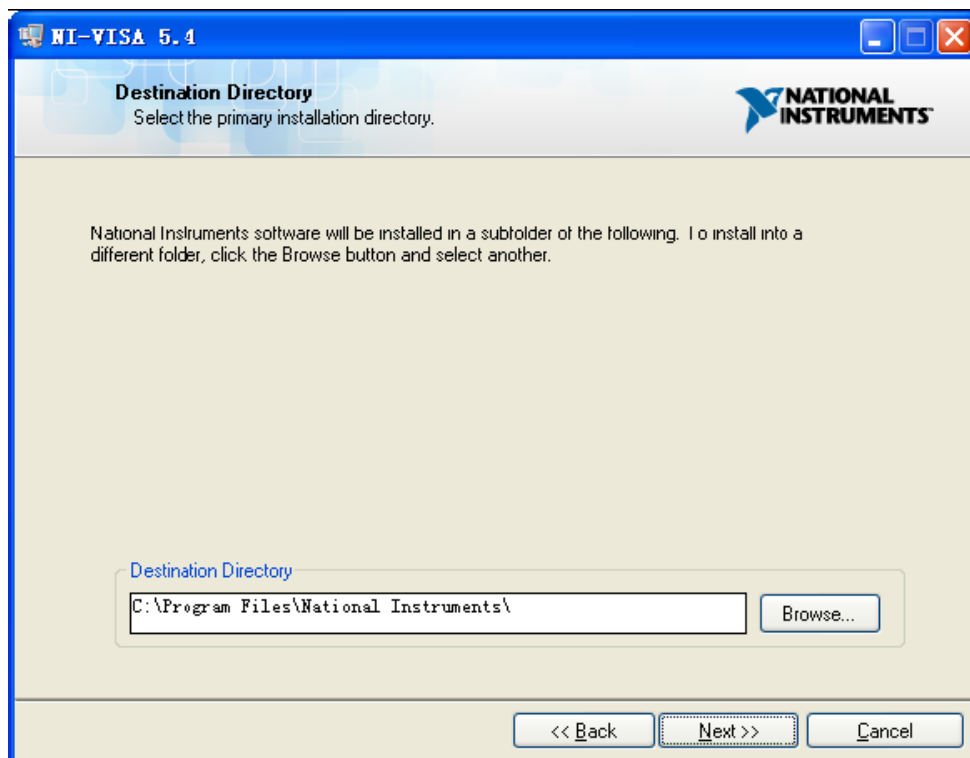 NI-VISA 5.4
Destination Directory
Select the primary installation directory.
NATIONAL
INSTRUMENTS™
National Instruments software will be installed in a subfolder of the following. To install into a
different folder, click the Browse button and select another.
Destination Directory
C:\Program Files\National Instruments\
Browse...
<< Back
Next >>
Cancel